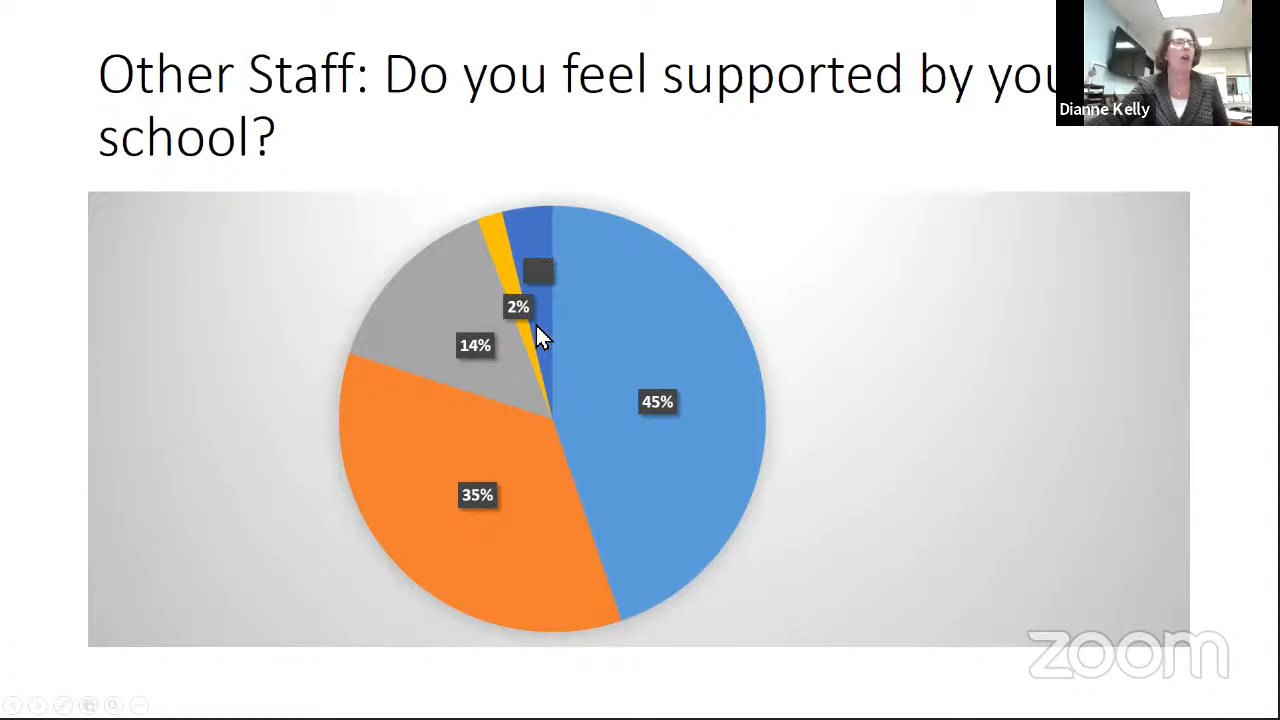 Other Staff: Do you feel supported by you
school?
Dianne Kelly
2%
14%
45%
35%
zoom